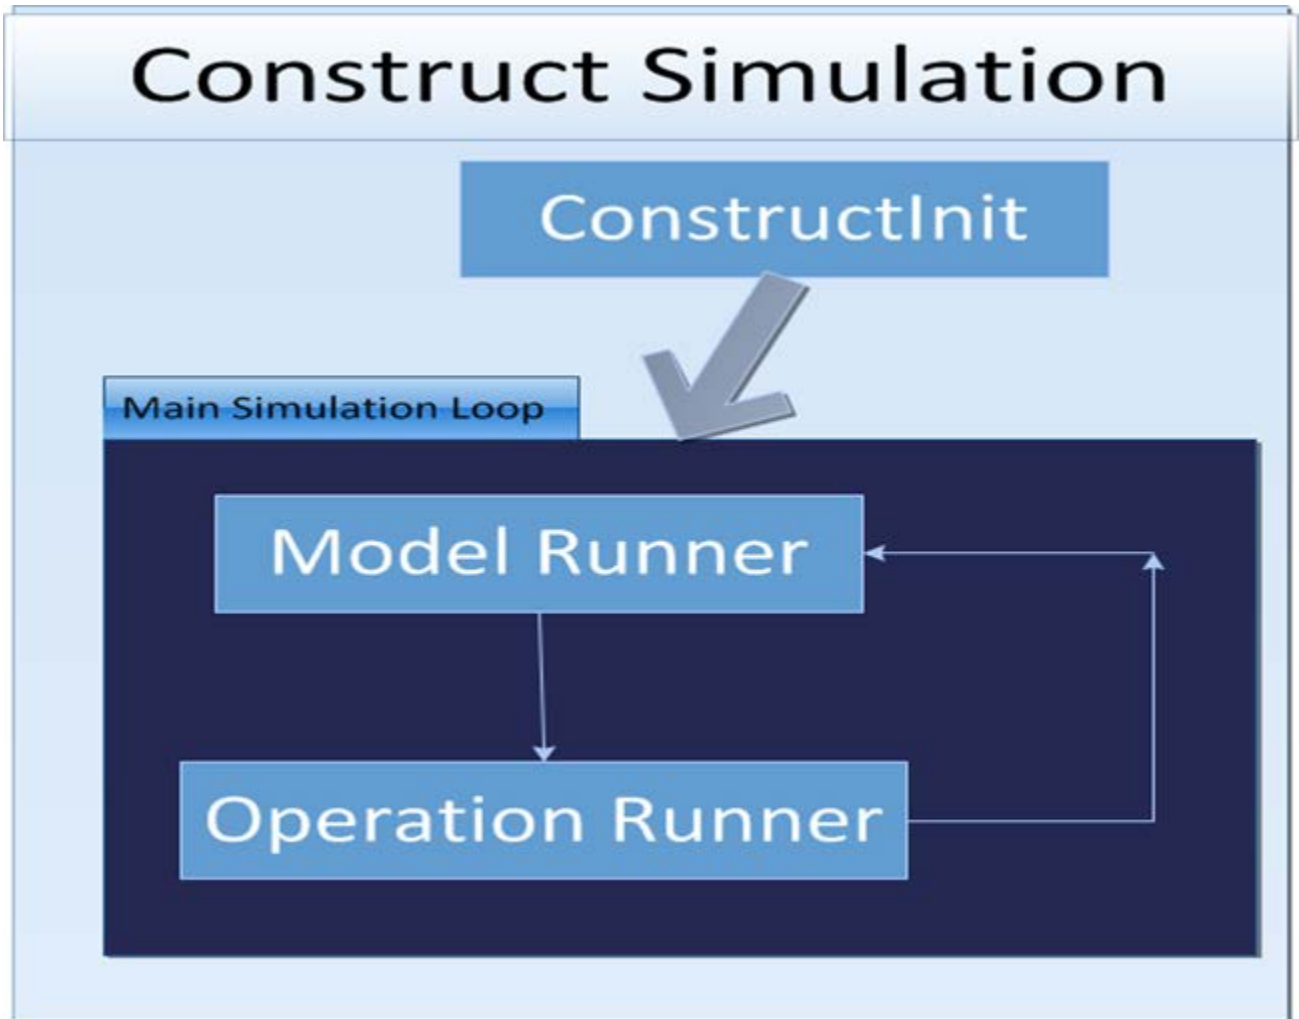 Construct Simulation
ConstructInit
Main Simulation Loop
Model Runner
Operation Runner